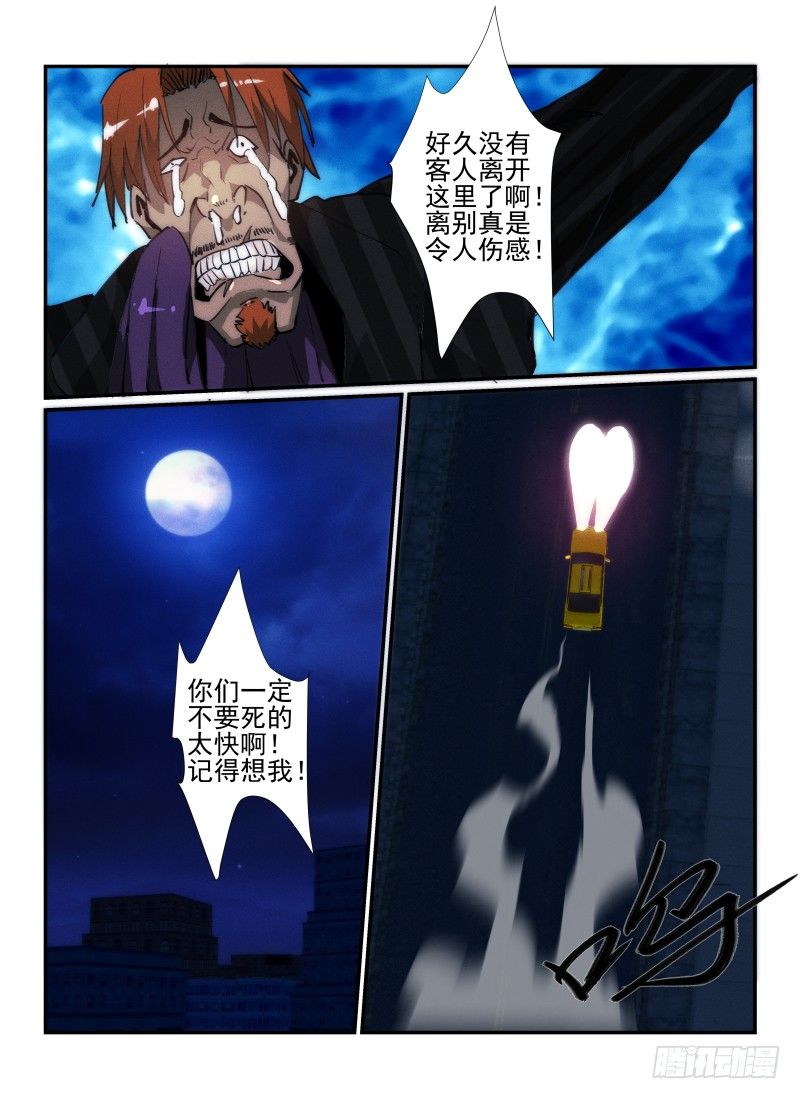 好久没有
客人离开
这里了啊！
离别真是
令人伤感！
你们一定
不要死的
太快啊！
记得想我！
呜
腾讯动漫